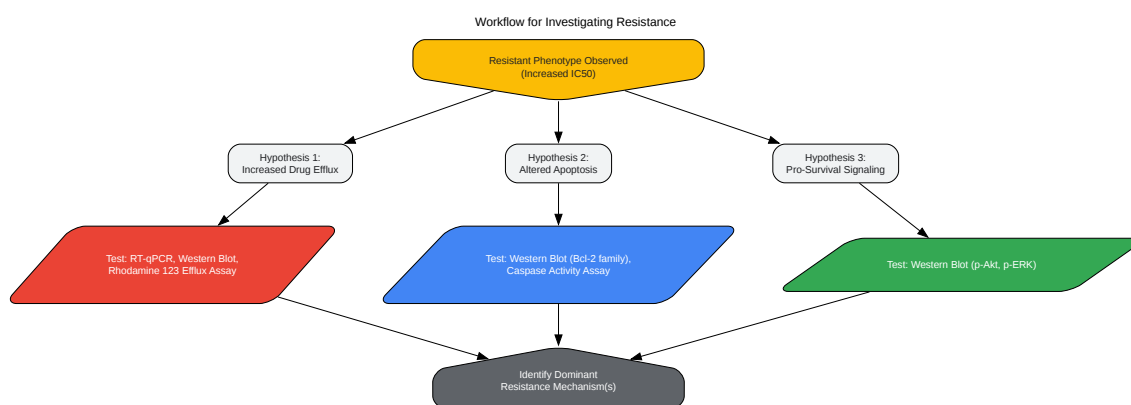 Workflow for Investigating Resistance
Resistant Phenotype Observed
(Increased IC50)
Hypothesis 1:
Increased Drug Efflux
Hypothesis 2:
Altered Apoptosis
Hypothesis 3:
Pro-Survival Signaling
Test: RT-qPCR, Western Blot,
Rhodamine 123 Efflux Assay
Test: Western Blot (Bcl-2 family),
Caspase Activity Assay
Test: Western Blot (p-Akt, p-ERK)
Identify Dominant
Resistance Mechanism(s)